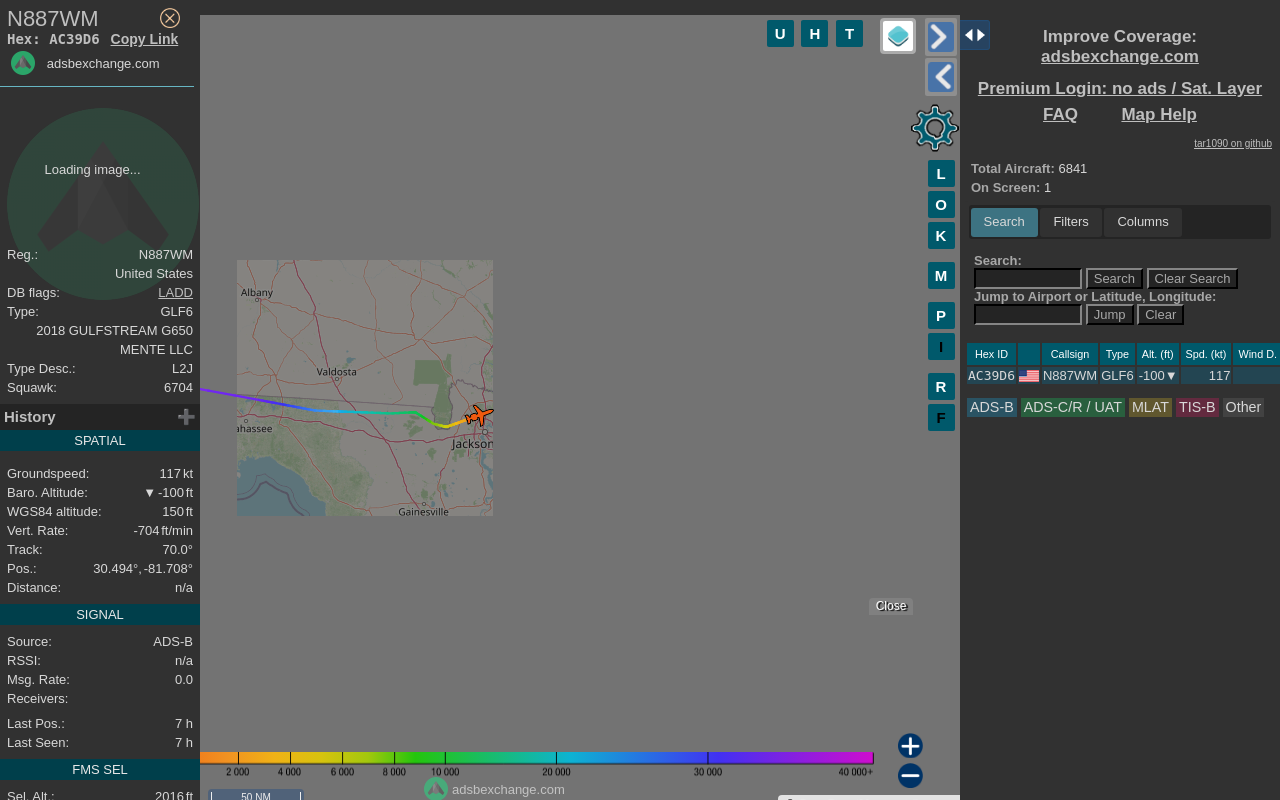 N887WM
Hex: AC39D6 Copy Link
adsbexchange.com
Loading image...
Reg.: N887WM
United States
DB flags: LADD
Type: GLF6
2018 GULFSTREAM G650
MENTE LLC
Type Desc.: L2J
Squawk: 6704
History
SPATIAL
Groundspeed: 117 kt
Baro. Altitude: ▼ -100 ft
WGS84 altitude: 150 ft
Vert. Rate: -704 ft/min
Track: 70.0°
Pos.: 30.494°, -81.708°
Distance: n/a
SIGNAL
Source: ADS-B
RSSI: n/a
Msg. Rate: 0.0
Receivers:
Last Pos.: 7 h
Last Seen: 7 h
FMS SEL
Sel. Alt.: 2016 ft
U H T
L
O
K
M
P
I
R
F
Albany
Valdosta
ahassee
Jackson
Gainesville
Close
2 000 4 000 6 000 8 000 10 000 20 000 30 000 40 000+
adsbexchange.com
50 NM
Improve Coverage:
adsbexchange.com
Premium Login: no ads / Sat. Layer
FAQ Map Help
tar1090 on github
Total Aircraft: 6841
On Screen: 1
Search Filters Columns
Search:
Search Clear Search
Jump to Airport or Latitude, Longitude:
Jump Clear
Hex ID Callsign Type Alt. (ft) Spd. (kt) Wind D.
AC39D6 N887WM GLF6 -100▼ 117
ADS-B ADS-C/R / UAT MLAT TIS-B Other